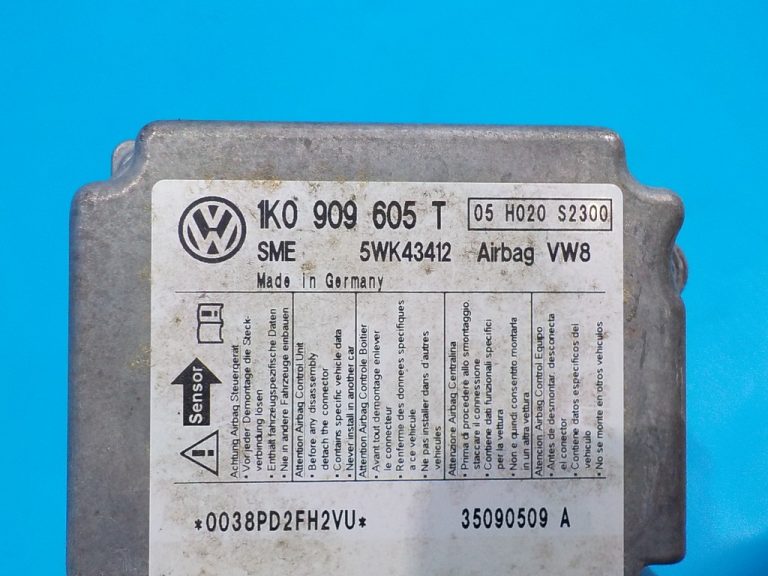 1K0 909 605 T
05 H020 S2300
SME 5WK43412 Airbag VW8
Made in Germany
Sensor
Achtung Airbag Steuergerät
• Vor jeder Demontage die Steck-
verbindung lösen
• Enthält fahrzeugspezifische Daten
• Nie in andere Fahrzeuge einbauen
Attention Airbag Control Unit
• Before any disassembly
detach the connector
• Contains specific vehicle data
• Never install in another car
Attention Airbag Controle Boitier
• Avant tout demontage enlever
le connecteur
• Renferme des donnees specifiques
a ce vehicule
• Ne pas installer dans d'autres
vehicules
Attenzione Airbag Centralina
• Prima di procedere allo smontaggio
staccare il connessione
• Contiene dati funzionali specifici
per la vettura
• Non e quind. consentito montarla
in un altra vettura
Atencion Airbag Control Equipo
• Antes de desmontar, desconecta
el conector
• Contiene datos especificos del
vehiculo
• No se monte en otros vehiculos
*0038PD2FH2VU* 35090509 A